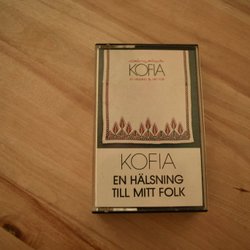 KOFIA
KOFIA
EN HÄLSNING
TILL MITT FOLK